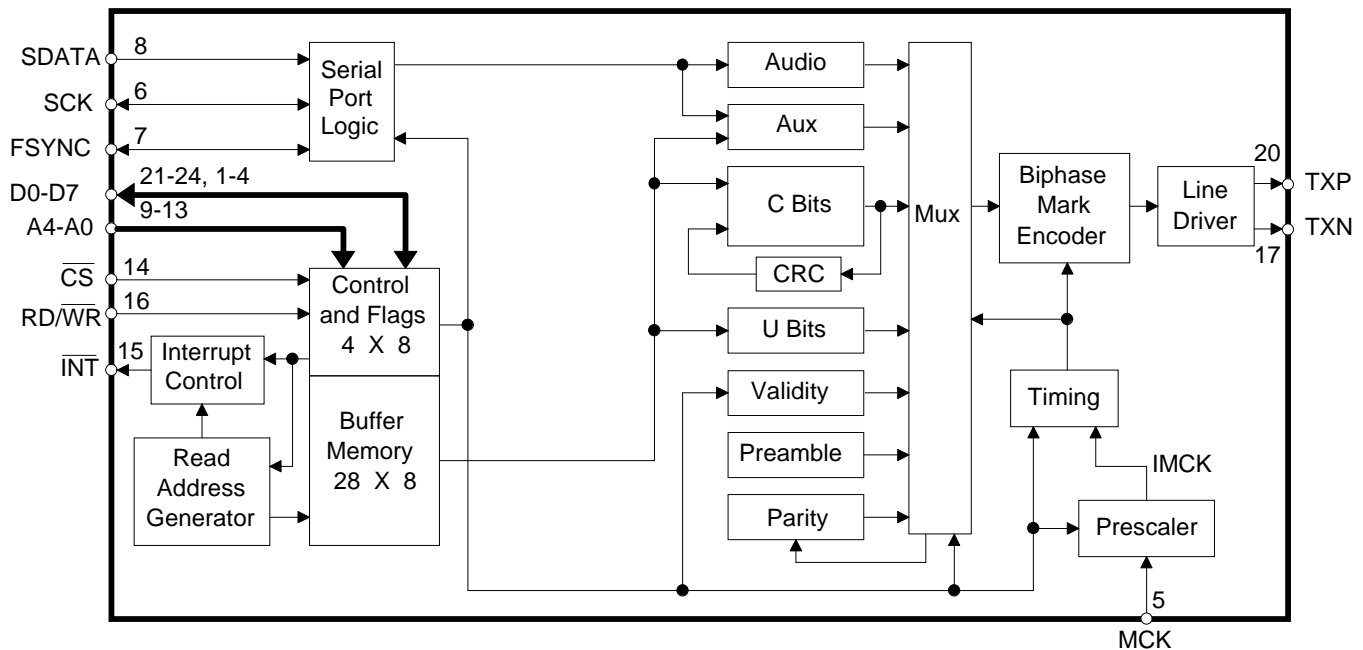 SDATA
8
SCK
6
FSYNC
7
D0-D7
21-24, 1-4
A4-A0
9-13
CS
14
RD/WR
16
INT
15
Serial
Port
Logic
Control
and Flags
4 X 8
Interrupt
Control
Buffer
Memory
28 X 8
Read
Address
Generator
Audio
Aux
C Bits
CRC
U Bits
Validity
Preamble
Parity
Mux
Biphase
Mark
Encoder
Line
Driver
20
TXP
TXN
17
Timing
IMCK
Prescaler
5
MCK